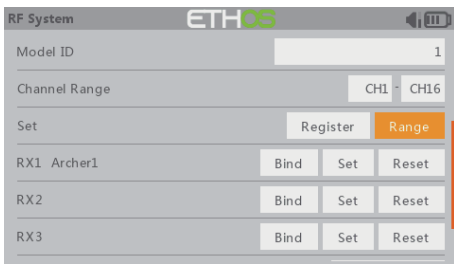 RF System ETHOS
Model ID 1
Channel Range CH1 - CH16
Set Register Range
RX1 Archer1 Bind Set Reset
RX2 Bind Set Reset
RX3 Bind Set Reset